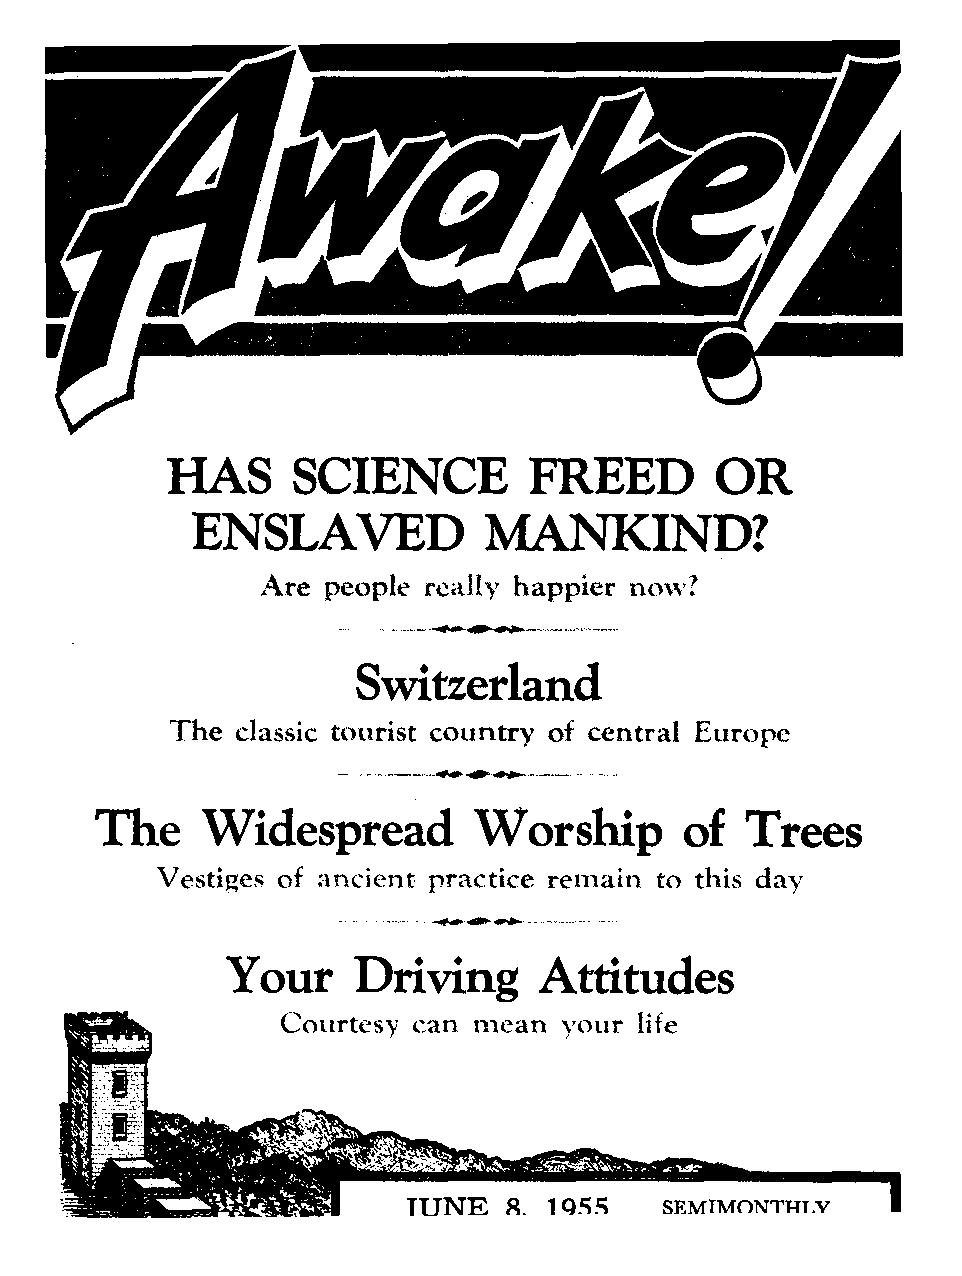 Awake!
HAS SCIENCE FREED OR
ENSLAVED MANKIND?
Are people really happier now?
Switzerland
The classic tourist country of central Europe
The Widespread Worship of Trees
Vestiges of ancient practice remain to this day
Your Driving Attitudes
Courtesy can mean your life
JUNE 8, 1955 SEMIMONTHLY